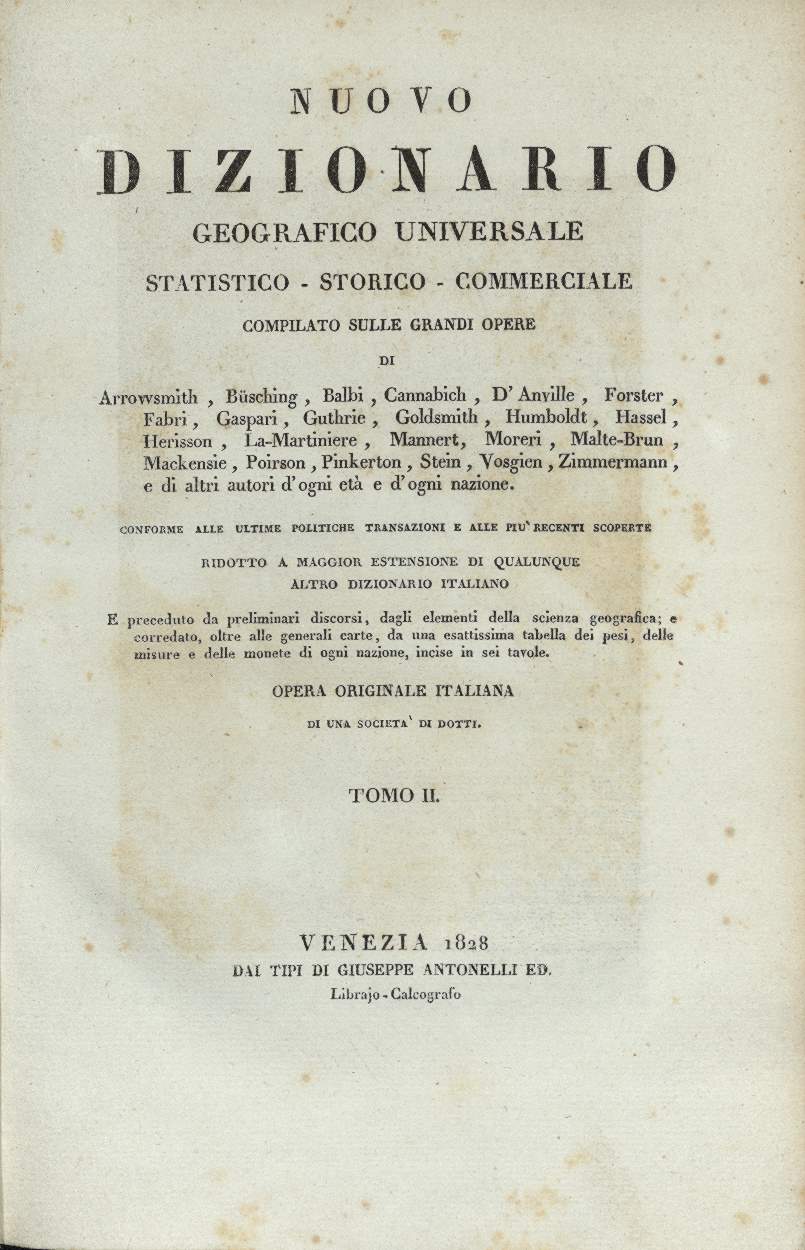 NUOVO
DIZIONARIO
GEOGRAFICO UNIVERSALE
STATISTICO - STORICO - COMMERCIALE
COMPILATO SULLE GRANDI OPERE
DI
Arrowsmith , Büsching , Balbi , Cannabich , D' Anville , Forster ,
Fabri , Gaspari , Guthrie , Goldsmith , Humboldt , Hassel ,
Herisson , La-Martiniere , Mannert, Moreri , Malte-Brun ,
Mackensie , Poirson , Pinkerton , Stein , Vosgien , Zimmermann ,
e di altri autori d' ogni età e d' ogni nazione.
CONFORME ALLE ULTIME POLITICHE TRANSAZIONI E ALLE PIU' RECENTI SCOPERTE
RIDOTTO A MAGGIOR ESTENSIONE DI QUALUNQUE
ALTRO DIZIONARIO ITALIANO
E preceduto da preliminari discorsi, dagli elementi della scienza geografica; e
corredato, oltre alle generali carte, da una esattissima tabella dei pesi, delle
misure e delle monete di ogni nazione, incise in sei tavole.
OPERA ORIGINALE ITALIANA
DI UNA SOCIETA' DI DOTTI.
TOMO II.
VENEZIA 1828
DAI TIPI DI GIUSEPPE ANTONELLI ED.
Librajo-Calcografo